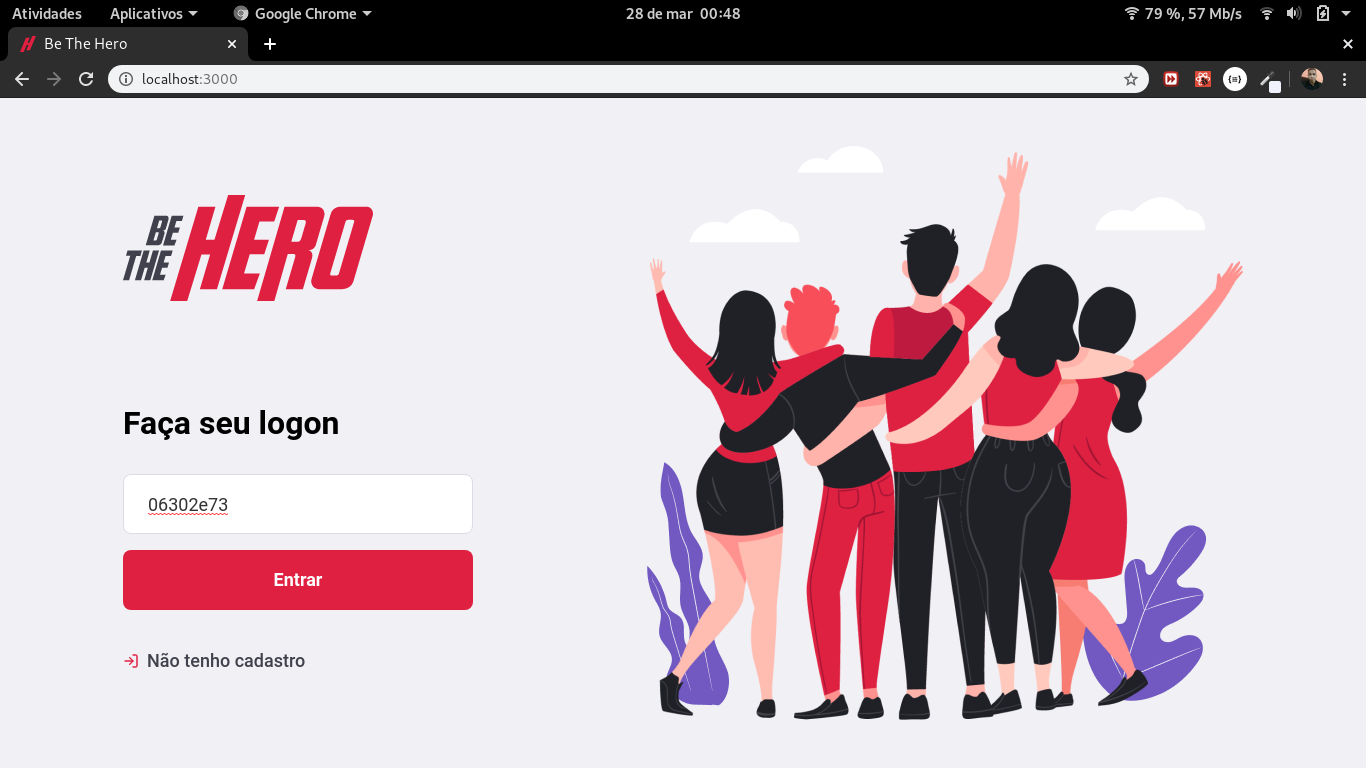 Atividades Aplicativos Google Chrome 28 de mar 00:48 79 %, 57 Mb/s
Be The Hero
localhost:3000
BE
THE HERO
Faça seu logon
06302e73
Entrar
Não tenho cadastro